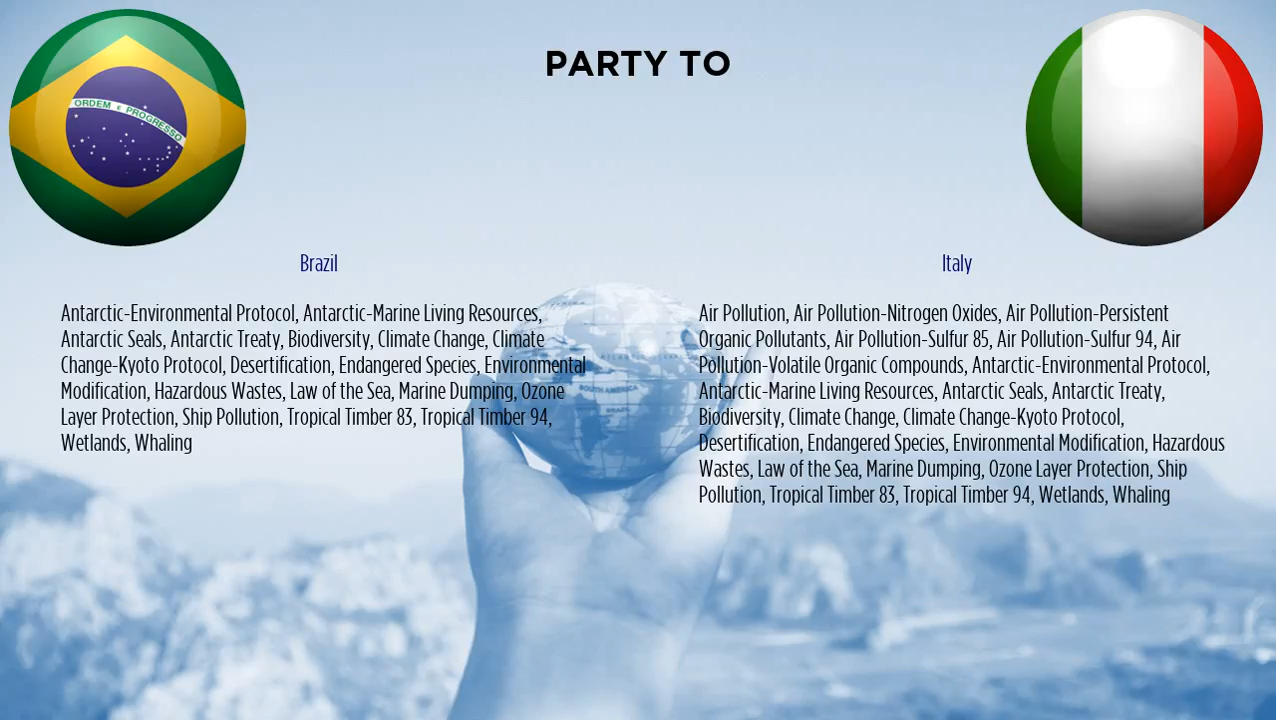 PARTY TO
ORDEM E PROGRESSO
Brazil
Antarctic-Environmental Protocol, Antarctic-Marine Living Resources,
Antarctic Seals, Antarctic Treaty, Biodiversity, Climate Change, Climate
Change-Kyoto Protocol, Desertification, Endangered Species, Environmental
Modification, Hazardous Wastes, Law of the Sea, Marine Dumping, Ozone
Layer Protection, Ship Pollution, Tropical Timber 83, Tropical Timber 94,
Wetlands, Whaling
Italy
Air Pollution, Air Pollution-Nitrogen Oxides, Air Pollution-Persistent
Organic Pollutants, Air Pollution-Sulfur 85, Air Pollution-Sulfur 94, Air
Pollution-Volatile Organic Compounds, Antarctic-Environmental Protocol,
Antarctic-Marine Living Resources, Antarctic Seals, Antarctic Treaty,
Biodiversity, Climate Change, Climate Change-Kyoto Protocol,
Desertification, Endangered Species, Environmental Modification, Hazardous
Wastes, Law of the Sea, Marine Dumping, Ozone Layer Protection, Ship
Pollution, Tropical Timber 83, Tropical Timber 94, Wetlands, Whaling
SOUTH AMERICA
BRAZIL